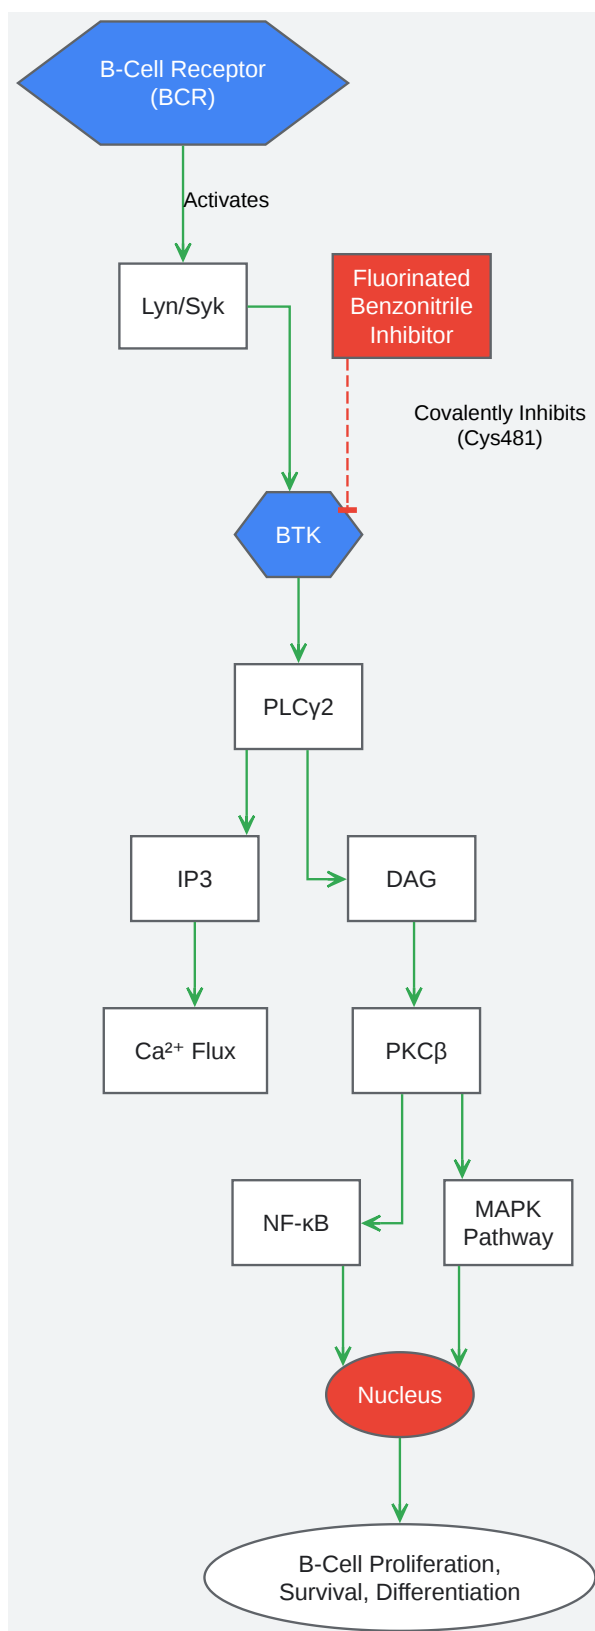 B-Cell Receptor
(BCR)
Activates
Lyn/Syk
Fluorinated
Benzonitrile
Inhibitor
Covalently Inhibits
(Cys481)
BTK
PLCγ2
IP3
DAG
Ca²⁺ Flux
PKCβ
NF-κB
MAPK
Pathway
Nucleus
B-Cell Proliferation,
Survival, Differentiation